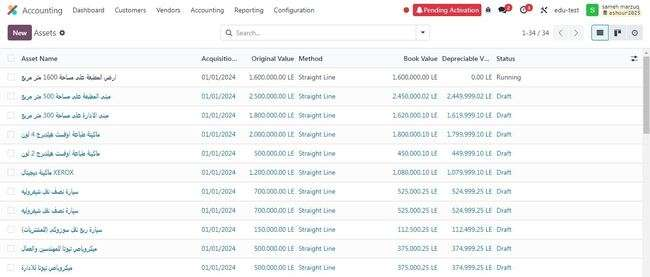 Accounting Dashboard Customers Vendors Accounting Reporting Configuration Pending Activation 2 1 edu-test S sameh marzuq
ashour2025
New Assets Search... 1-34 / 34
Asset Name Acquisitio... Original Value Method Book Value Depreciable V... Status
ارض المطبعة على مساحة 1600 متر مربع 01/01/2024 1,600,000.00 LE Straight Line 1,600,000.00 LE 0.00 LE Running
مبنى المطبعة على مساحة 500 متر مربع 01/01/2024 2,500,000.00 LE Straight Line 2,450,000.02 LE 2,449,999.02 LE Draft
مبنى الادارة على مساحة 300 متر مربع 01/01/2024 1,800,000.00 LE Straight Line 1,620,000.10 LE 1,619,999.10 LE Draft
ماكينة طباعة اوفست هيلدبرج 4 لون 01/01/2024 2,000,000.00 LE Straight Line 1,800,000.10 LE 1,799,999.10 LE Draft
ماكينة طباعة اوفست هيلدبرج 2 لون 01/01/2024 500,000.00 LE Straight Line 450,000.10 LE 449,999.10 LE Draft
ماكينة ديجيتال XEROX 01/01/2024 1,200,000.00 LE Straight Line 1,080,000.10 LE 1,079,999.10 LE Draft
سيارة نصف نقل شيفروليه 01/01/2024 700,000.00 LE Straight Line 525,000.25 LE 524,999.25 LE Draft
سيارة نصف نقل شيفروليه 01/01/2024 700,000.00 LE Straight Line 525,000.25 LE 524,999.25 LE Draft
سيارة ربع نقل سوزوكى (للمشتريات) 01/01/2024 150,000.00 LE Straight Line 112,500.25 LE 112,499.25 LE Draft
ميكروباص تيوتا للمهندسين والعمال 01/01/2024 500,000.00 LE Straight Line 375,000.25 LE 374,999.25 LE Draft
ميكروباص تيوتا للادارة 01/01/2024 500,000.00 LE Straight Line 375,000.25 LE 374,999.25 LE Draft